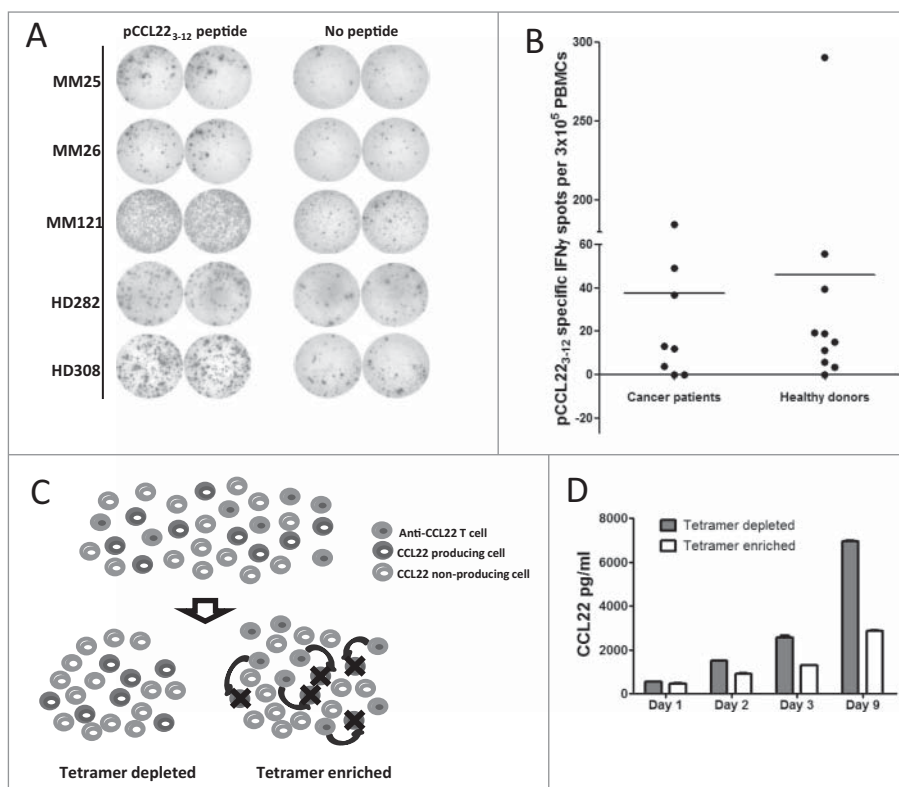 A
pCCL22₃₋₁₂ peptide
No peptide
MM25
MM26
MM121
HD282
HD308
B
pCCL22₃₋₁₂ specific IFNγ spots per 3x10⁵ PBMCs
300
200
100
60
40
20
0
-20
Cancer patients
Healthy donors
C
Anti-CCL22 T cell
CCL22 producing cell
CCL22 non-producing cell
Tetramer depleted
Tetramer enriched
D
CCL22 pg/ml
8000
6000
4000
2000
0
Tetramer depleted
Tetramer enriched
Day 1
Day 2
Day 3
Day 9